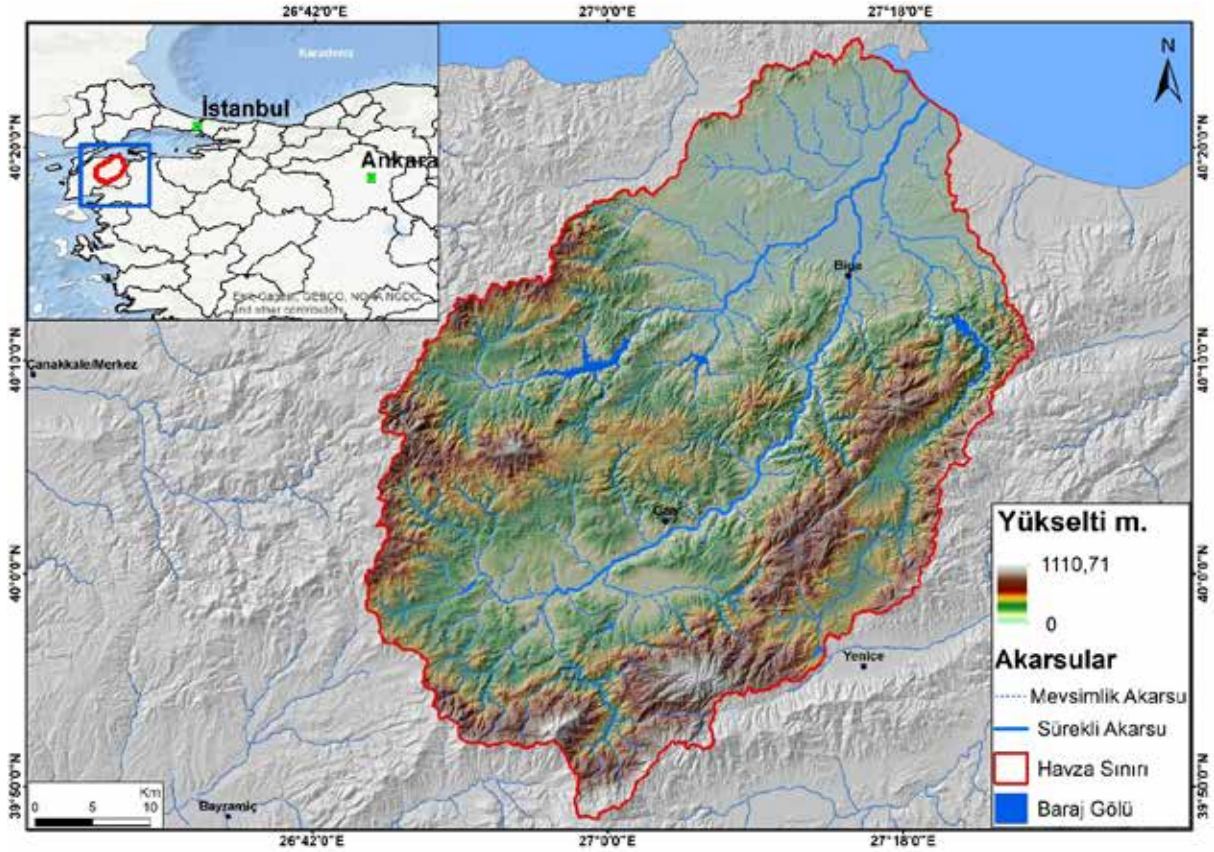 26°42'0"E
27°0'0"E
27°18'0"E
Karadeniz
İstanbul
Ankara
and other contributors
N
40°20'0"N
40°20'0"N
Biga
Çanakkale/Merkez
40°10'0"N
40°10'0"N
Çan
Yükselti m.
1110,71
0
40°0'0"N
40°0'0"N
Yenice
Akarsular
Mevsimlik Akarsu
Sürekli Akarsu
Havza Sınırı
Baraj Gölü
39°50'0"N
39°50'0"N
Km
0 5 10
Bayramiç
26°42'0"E
27°0'0"E
27°18'0"E